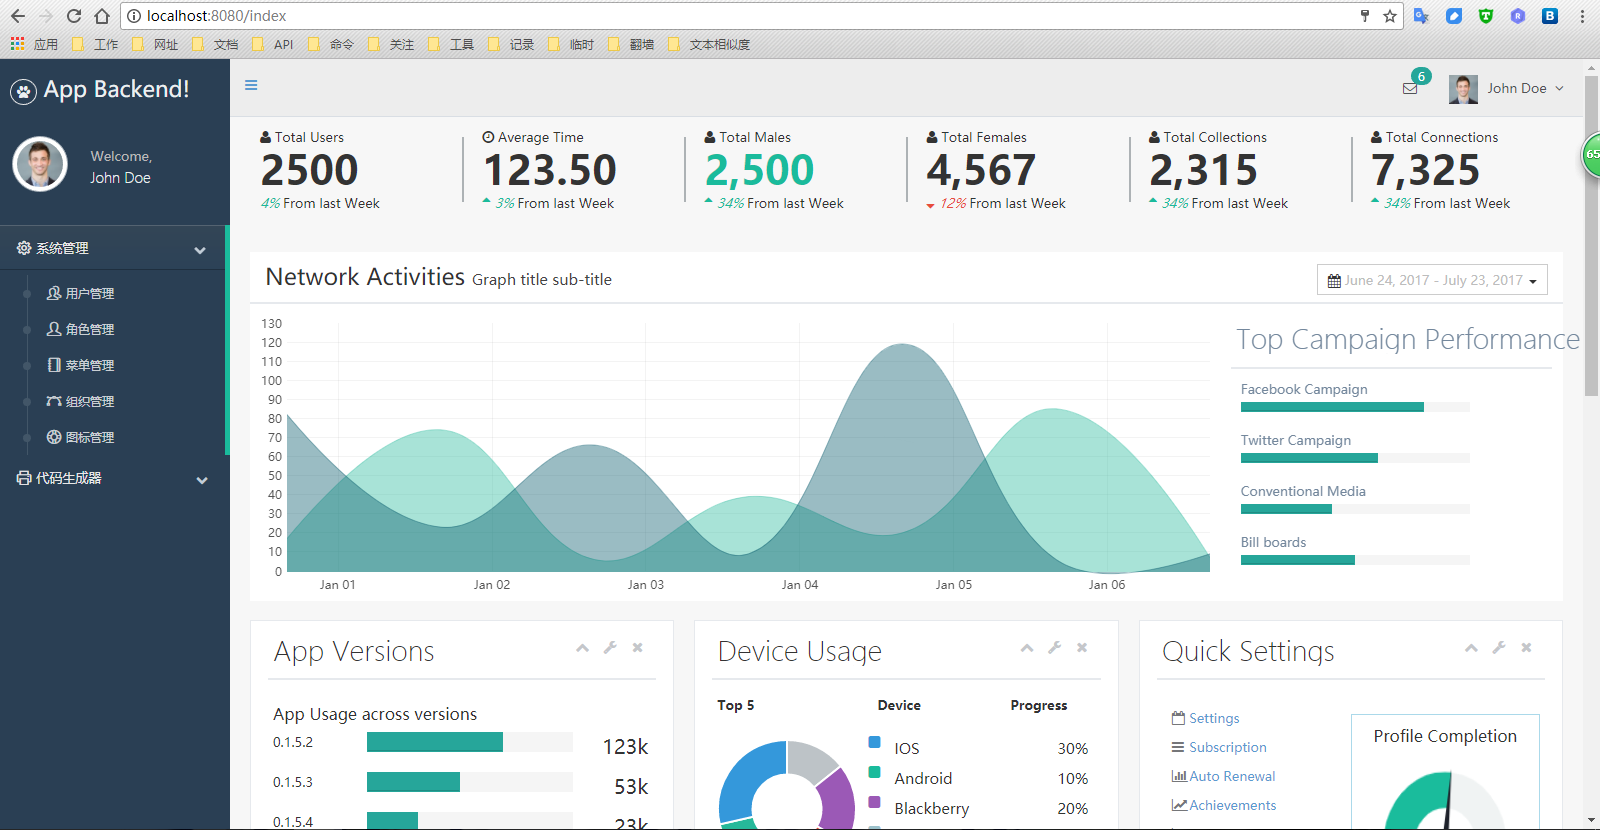 localhost:8080/index
应用 工作 网址 文档 API 命令 关注 工具 记录 临时 翻墙 文本相似度
App Backend!
Welcome,
John Doe
系统管理
用户管理
角色管理
菜单管理
组织管理
图标管理
代码生成器
6
John Doe
65
Total Users
2500
4% From last Week
Average Time
123.50
3% From last Week
Total Males
2,500
34% From last Week
Total Females
4,567
12% From last Week
Total Collections
2,315
34% From last Week
Total Connections
7,325
34% From last Week
Network Activities Graph title sub-title
June 24, 2017 - July 23, 2017
130
120
110
100
90
80
70
60
50
40
30
20
10
0
Jan 01 Jan 02 Jan 03 Jan 04 Jan 05 Jan 06
Top Campaign Performance
Facebook Campaign
Twitter Campaign
Conventional Media
Bill boards
App Versions
App Usage across versions
0.1.5.2 123k
0.1.5.3 53k
0.1.5.4 23k
Device Usage
Top 5 Device Progress
IOS 30%
Android 10%
Blackberry 20%
Quick Settings
Settings
Subscription
Auto Renewal
Achievements
Profile Completion